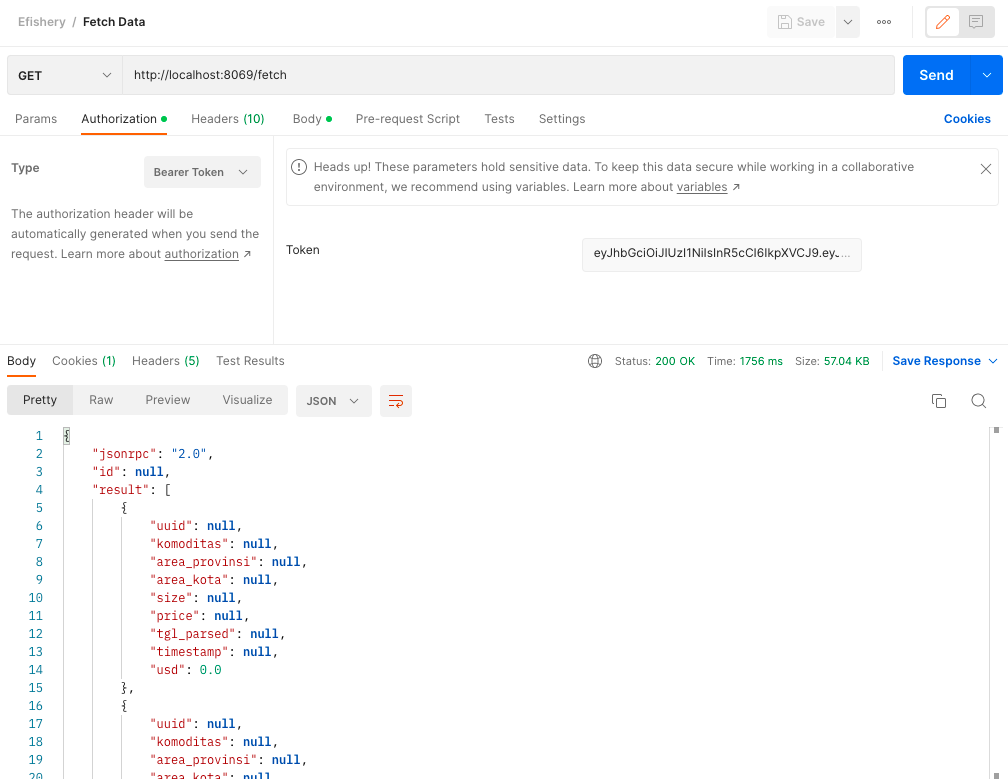 Efishery / Fetch Data
Save
GET
http://localhost:8069/fetch
Send
Params
Authorization
Headers (10)
Body
Pre-request Script
Tests
Settings
Cookies
Type
Bearer Token
The authorization header will be
automatically generated when you send the
request. Learn more about authorization ↗
Heads up! These parameters hold sensitive data. To keep this data secure while working in a collaborative
environment, we recommend using variables. Learn more about variables ↗
Token
eyJhbGciOiJIUzI1NiIsInR5cCI6IkpXVCJ9.eyJ...
Body
Cookies (1)
Headers (5)
Test Results
Status: 200 OK
Time: 1756 ms
Size: 57.04 KB
Save Response
Pretty
Raw
Preview
Visualize
JSON
1 {
2 "jsonrpc": "2.0",
3 "id": null,
4 "result": [
5 {
6 "uuid": null,
7 "komoditas": null,
8 "area_provinsi": null,
9 "area_kota": null,
10 "size": null,
11 "price": null,
12 "tgl_parsed": null,
13 "timestamp": null,
14 "usd": 0.0
15 },
16 {
17 "uuid": null,
18 "komoditas": null,
19 "area_provinsi": null,
20 "area_kota": null,